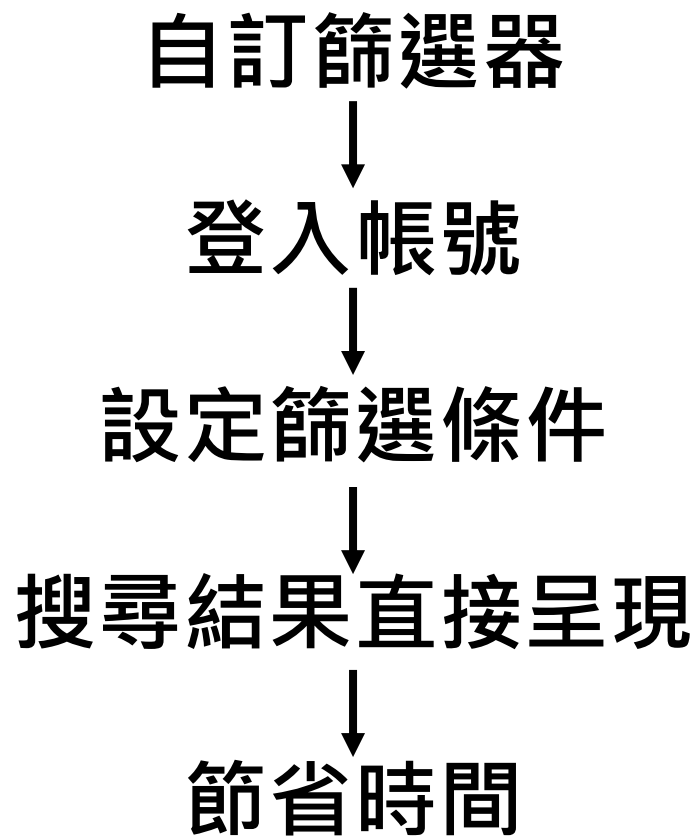 自訂篩選器
登入帳號
設定篩選條件
搜尋結果直接呈現
節省時間